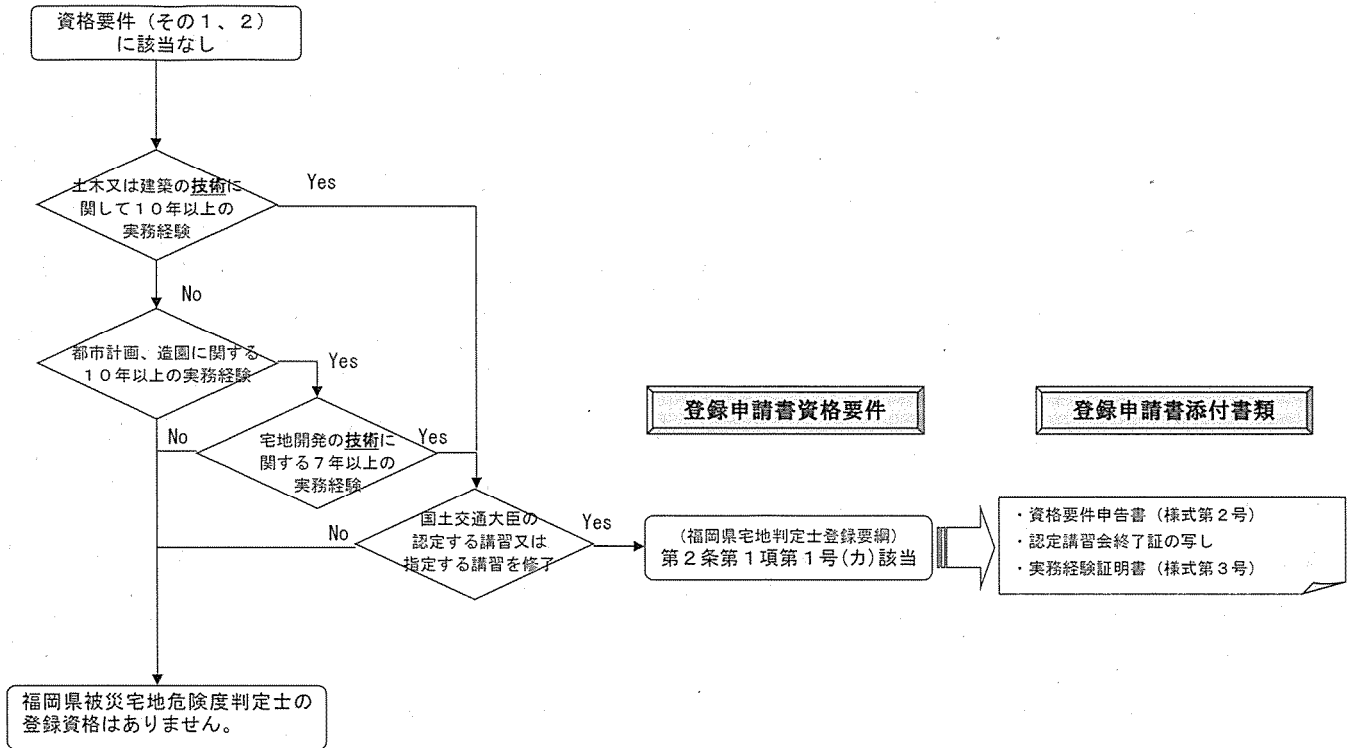 資格要件（その１、２）
に該当なし
土木又は建築の技術に
関して１０年以上の
実務経験
Yes
No
都市計画、造園に関する
１０年以上の実務経験
Yes
No
宅地開発の技術に
関する７年以上の
実務経験
Yes
国土交通大臣の
認定する講習又は
指定する講習を修了
No
Yes
登録申請書資格要件
（福岡県宅地判定士登録要綱）
第２条第１項第１号(カ)該当
登録申請書添付書類
・資格要件申告書（様式第２号）
・認定講習会終了証の写し
・実務経験証明書（様式第３号）
福岡県被災宅地危険度判定士の
登録資格はありません。